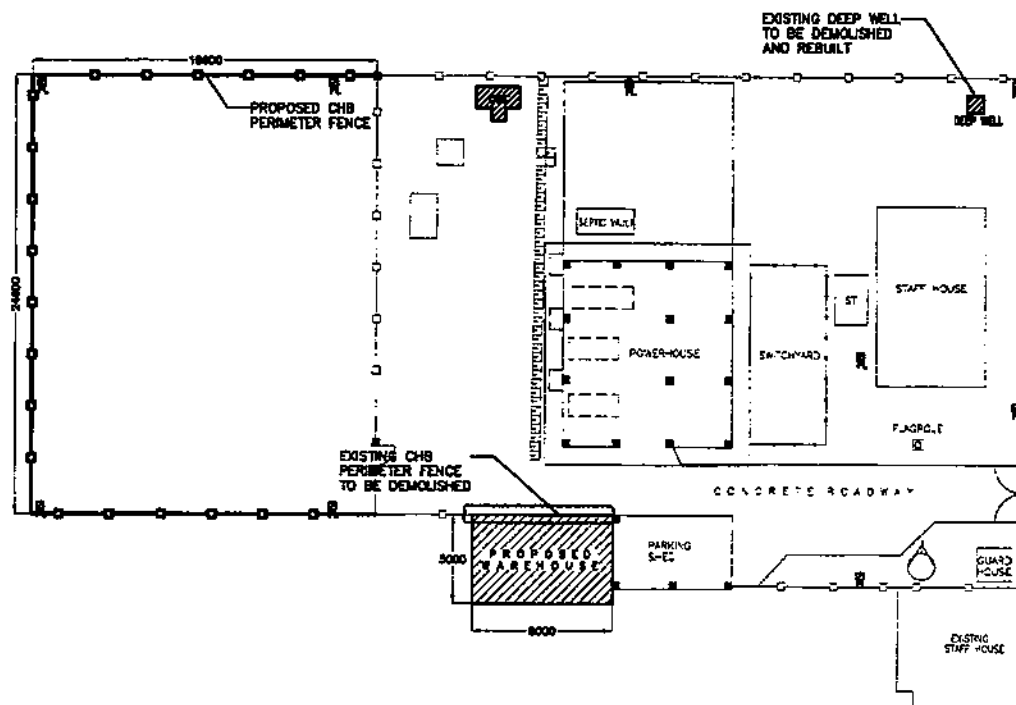 EXISTING DEEP WELL
TO BE DEMOLISHED
AND REBUILT
PROPOSED CHB
PERIMETER FENCE
DEEP WELL
SEPTIC VAULT
STAFF HOUSE
ST
POWERHOUSE
SWITCHYARD
FLAGPOLE
EXISTING CHB
PERIMETER FENCE
TO BE DEMOLISHED
CONCRETE ROADWAY
PROPOSED
WAREHOUSE
PARKING
SHED
5000
8000
GUARD
HOUSE
EXISTING
STAFF HOUSE